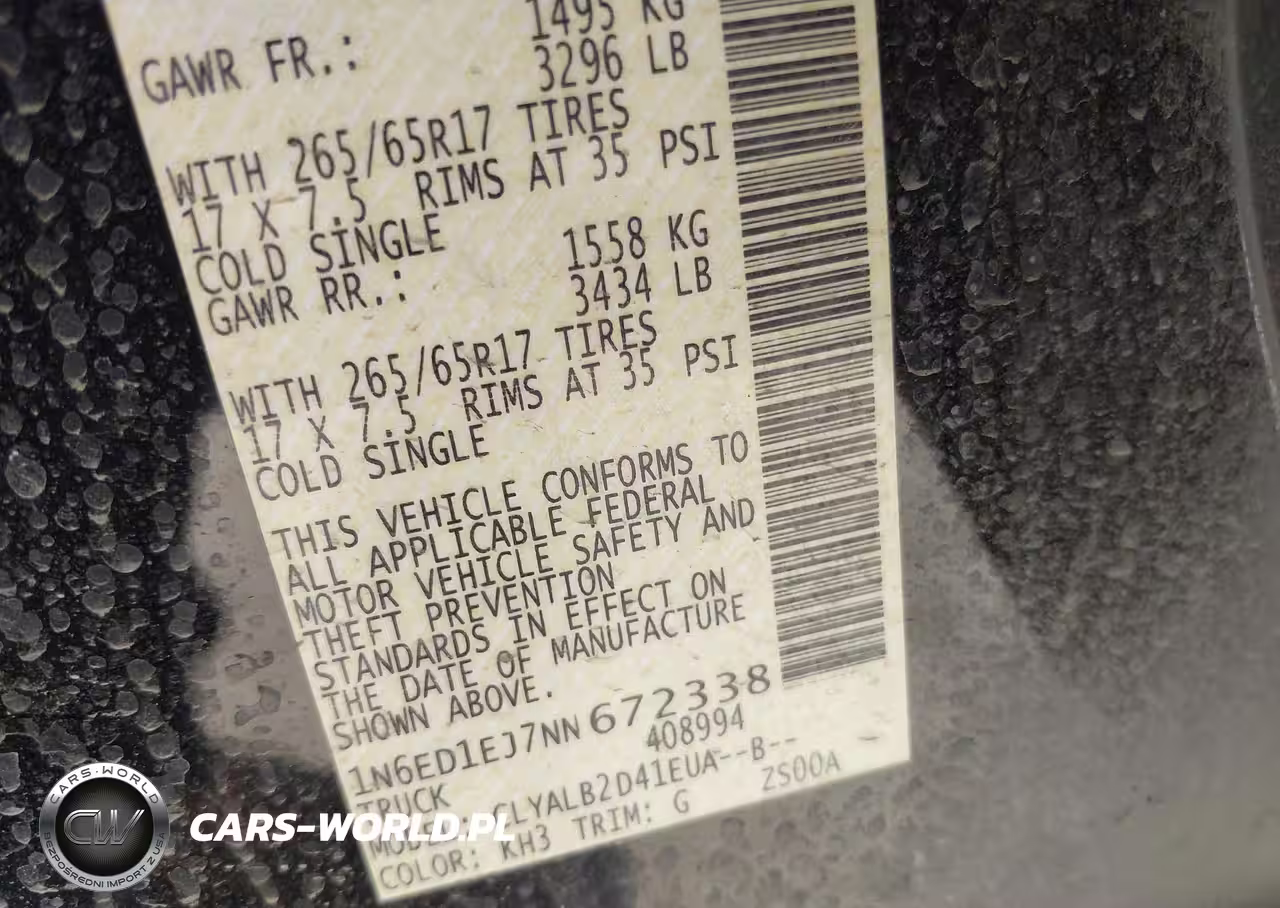 1495 KG
GAWR FR.: 3296 LB
WITH 265/65R17 TIRES
17 X 7.5 RIMS AT 35 PSI
COLD SINGLE
1558 KG
GAWR RR.: 3434 LB
WITH 265/65R17 TIRES
17 X 7.5 RIMS AT 35 PSI
COLD SINGLE
THIS VEHICLE CONFORMS TO
ALL APPLICABLE FEDERAL
MOTOR VEHICLE SAFETY AND
THEFT PREVENTION
STANDARDS IN EFFECT ON
THE DATE OF MANUFACTURE
SHOWN ABOVE.
1N6ED1EJ7NN672338
TRUCK 408994
CLYALB2D41EUA--B--
COLOR: KH3 TRIM: G ZS00A
CARS-WORLD
CW
BEZPOŚREDNI IMPORT Z USA
CARS-WORLD.PL